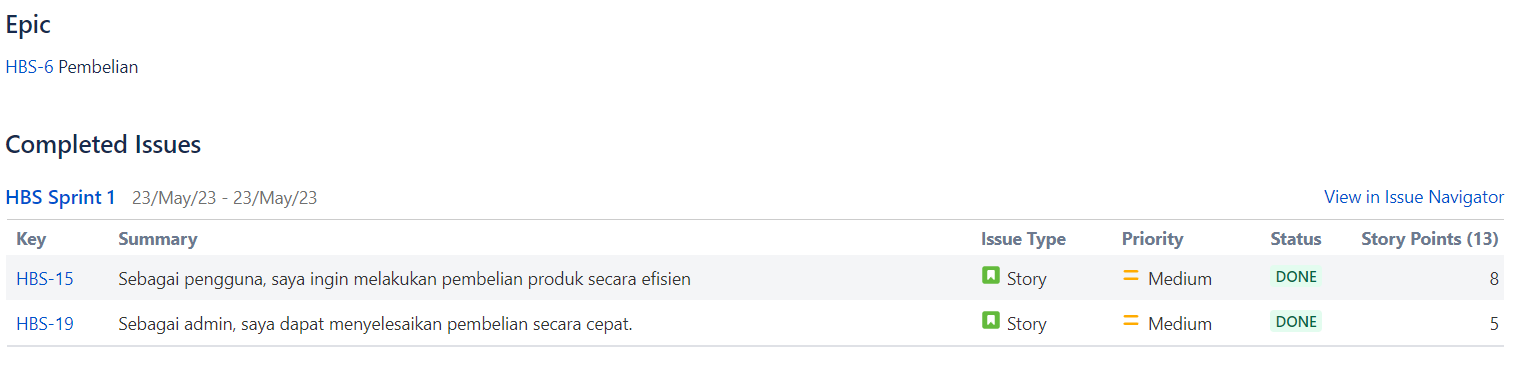 Epic
HBS-6 Pembelian
Completed Issues
HBS Sprint 1 23/May/23 - 23/May/23 View in Issue Navigator
Key Summary Issue Type Priority Status Story Points (13)
HBS-15 Sebagai pengguna, saya ingin melakukan pembelian produk secara efisien Story Medium DONE 8
HBS-19 Sebagai admin, saya dapat menyelesaikan pembelian secara cepat. Story Medium DONE 5